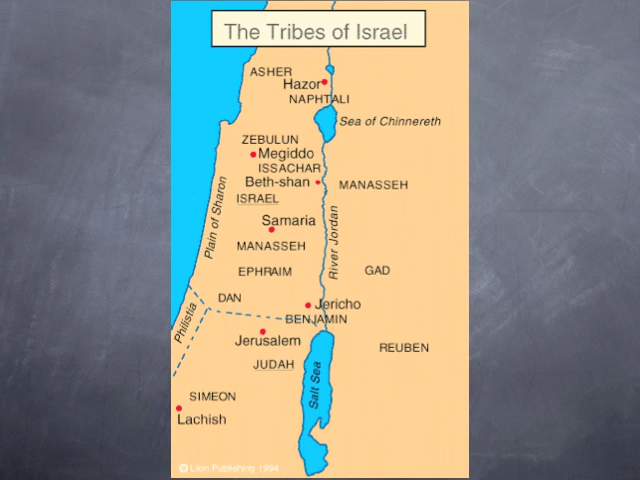 The Tribes of Israel
ASHER
Hazor
NAPHTALI
Sea of Chinnereth
ZEBULUN
Megiddo
ISSACHAR
Beth-shan
MANASSEH
ISRAEL
Plain of Sharon
Samaria
River Jordan
MANASSEH
EPHRAIM
GAD
DAN
Jericho
Philistia
BENJAMIN
Jerusalem
REUBEN
JUDAH
Salt Sea
SIMEON
Lachish
© Lion Publishing 1994